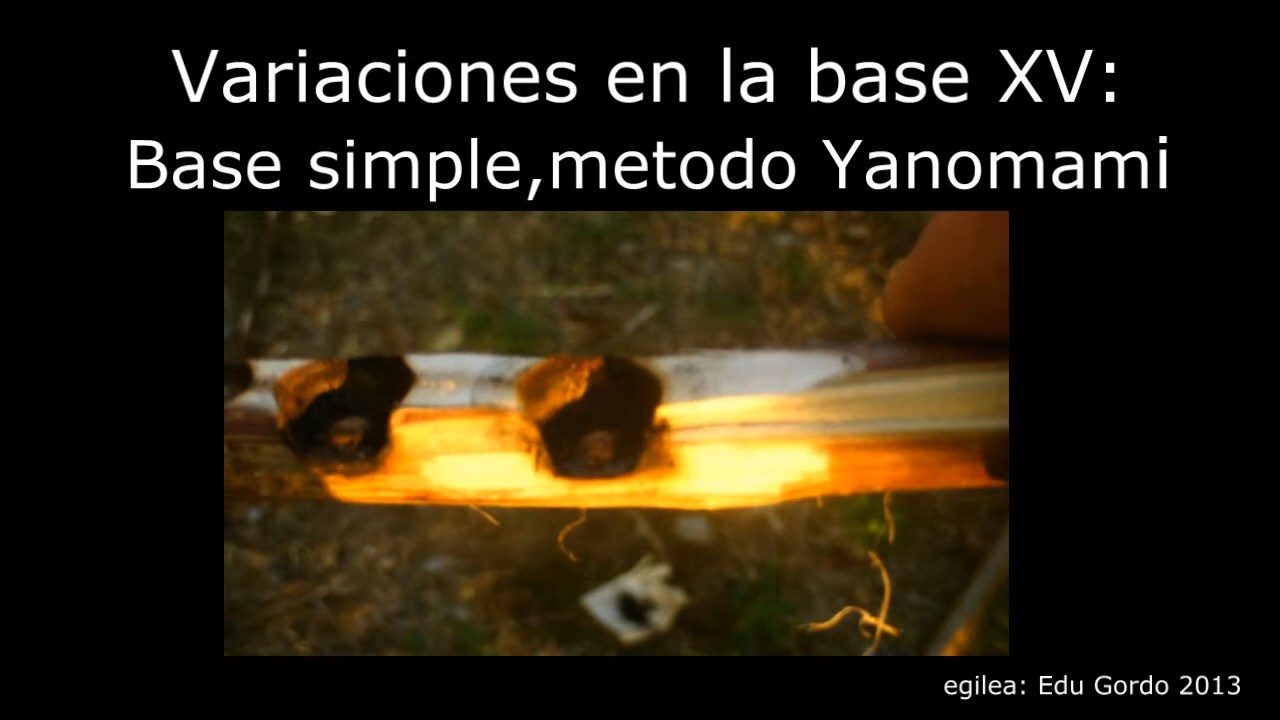 Variaciones en la base XV:
Base simple,metodo Yanomami
egilea: Edu Gordo 2013